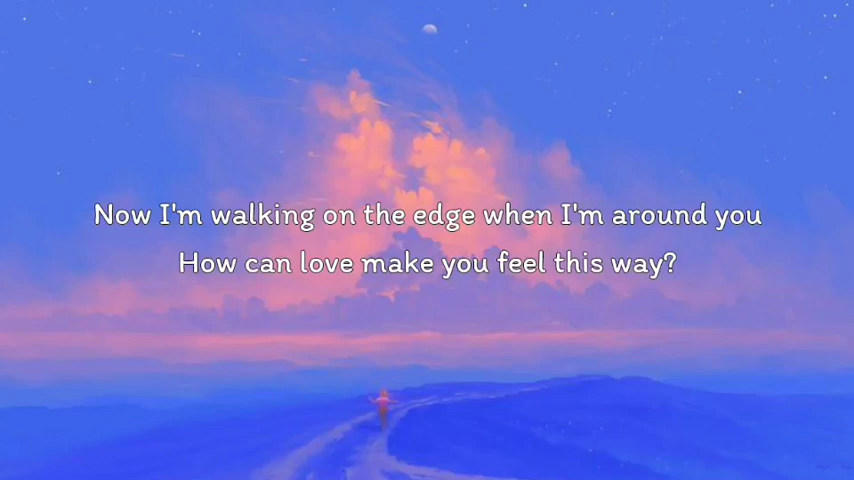 Now I'm walking on the edge when I'm around you
How can love make you feel this way?